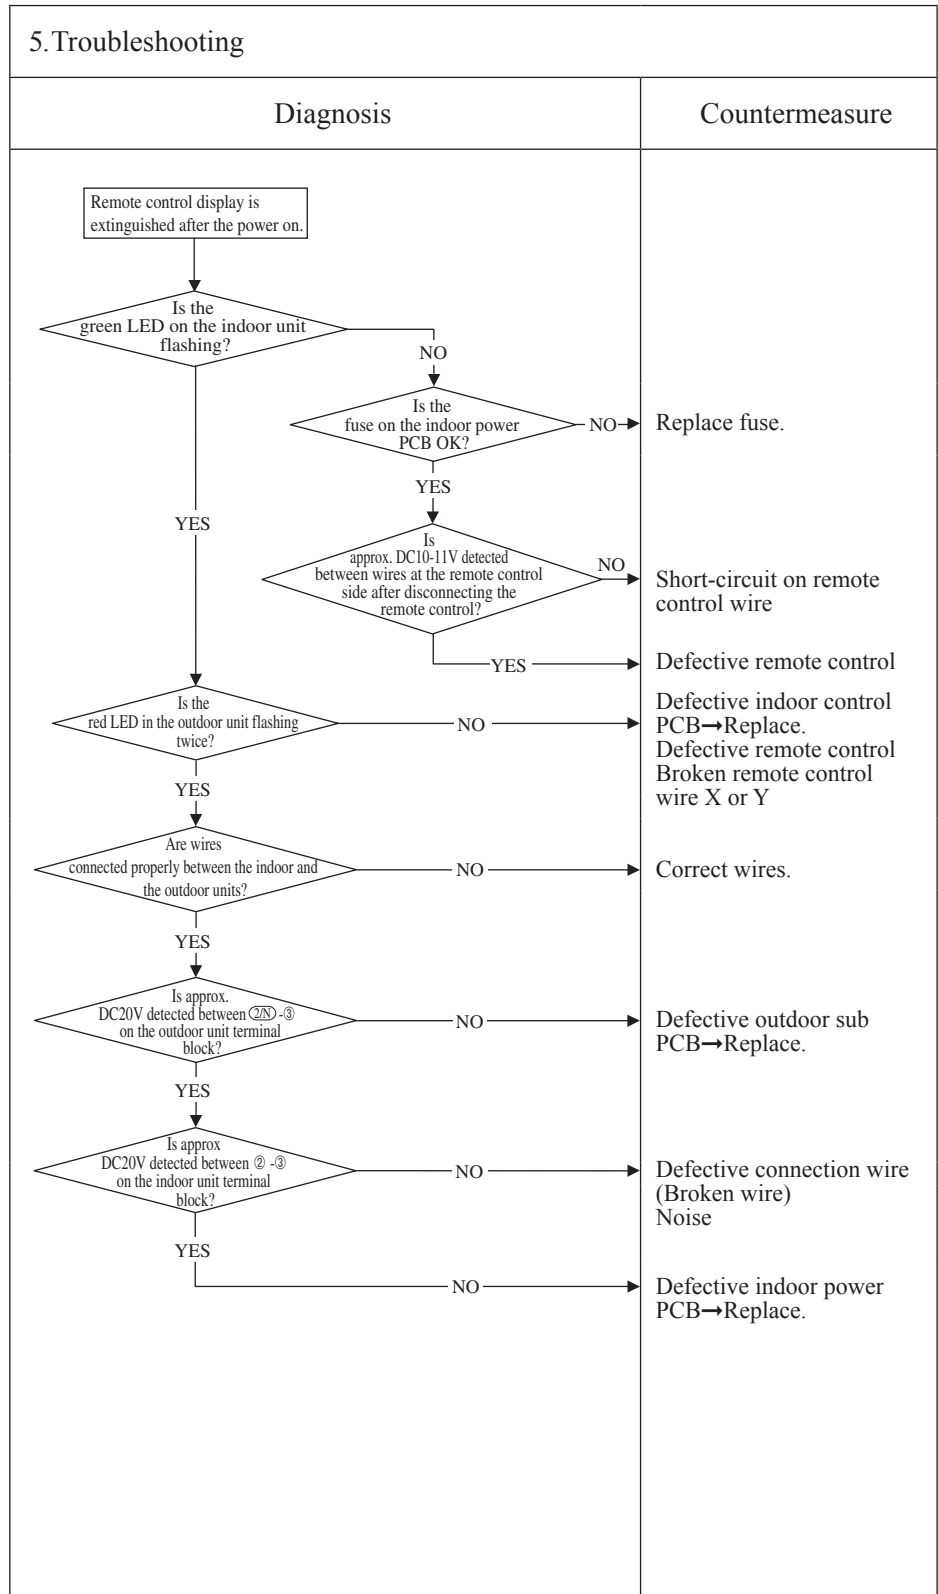 5.Troubleshooting
Diagnosis
Countermeasure
Remote control display is
extinguished after the power on.
Is the
green LED on the indoor unit
flashing?
NO
Is the
fuse on the indoor power
PCB OK?
NO
Replace fuse.
YES
YES
Is
approx. DC10-11V detected
between wires at the remote control
side after disconnecting the
remote control?
NO
Short-circuit on remote
control wire
YES
Defective remote control
Is the
red LED in the outdoor unit flashing
twice?
NO
Defective indoor control
PCB→Replace.
Defective remote control
Broken remote control
wire X or Y
YES
Are wires
connected properly between the indoor and
the outdoor units?
NO
Correct wires.
YES
Is approx.
DC20V detected between 2/N -③
on the outdoor unit terminal
block?
NO
Defective outdoor sub
PCB→Replace.
YES
Is approx
DC20V detected between ② -③
on the indoor unit terminal
block?
NO
Defective connection wire
(Broken wire)
Noise
YES
NO
Defective indoor power
PCB→Replace.